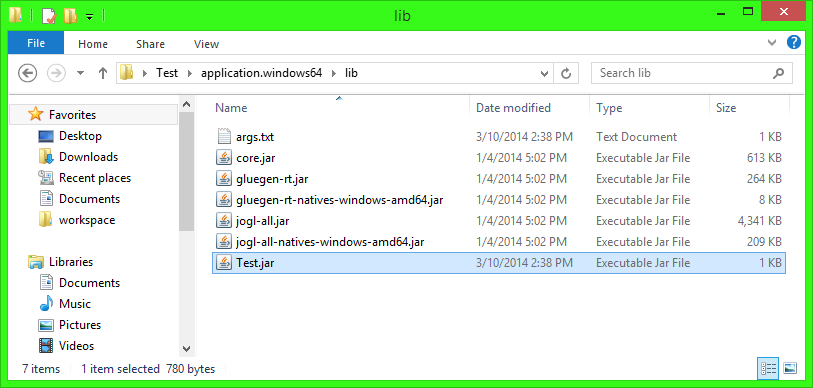 lib
File Home Share View
Test application.windows64 lib Search lib
Favorites
Desktop
Downloads
Recent places
Documents
workspace
Libraries
Documents
Music
Pictures
Videos
Name Date modified Type Size
args.txt 3/10/2014 2:38 PM Text Document 1 KB
core.jar 1/4/2014 5:02 PM Executable Jar File 613 KB
gluegen-rt.jar 1/4/2014 5:02 PM Executable Jar File 264 KB
gluegen-rt-natives-windows-amd64.jar 1/4/2014 5:02 PM Executable Jar File 8 KB
jogl-all.jar 1/4/2014 5:02 PM Executable Jar File 4,341 KB
jogl-all-natives-windows-amd64.jar 1/4/2014 5:02 PM Executable Jar File 209 KB
Test.jar 3/10/2014 2:38 PM Executable Jar File 1 KB
7 items 1 item selected 780 bytes